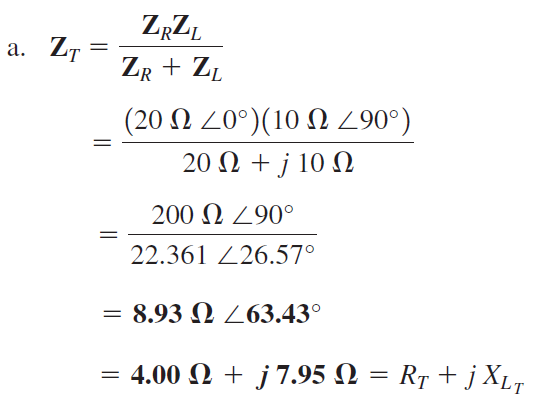 a. Z_T = Z_R Z_L / (Z_R + Z_L)
= (20 Ω ∠0°)(10 Ω ∠90°) / (20 Ω + j 10 Ω)
= 200 Ω ∠90° / 22.361 ∠26.57°
= 8.93 Ω ∠63.43°
= 4.00 Ω + j 7.95 Ω = R_T + j X_L_T